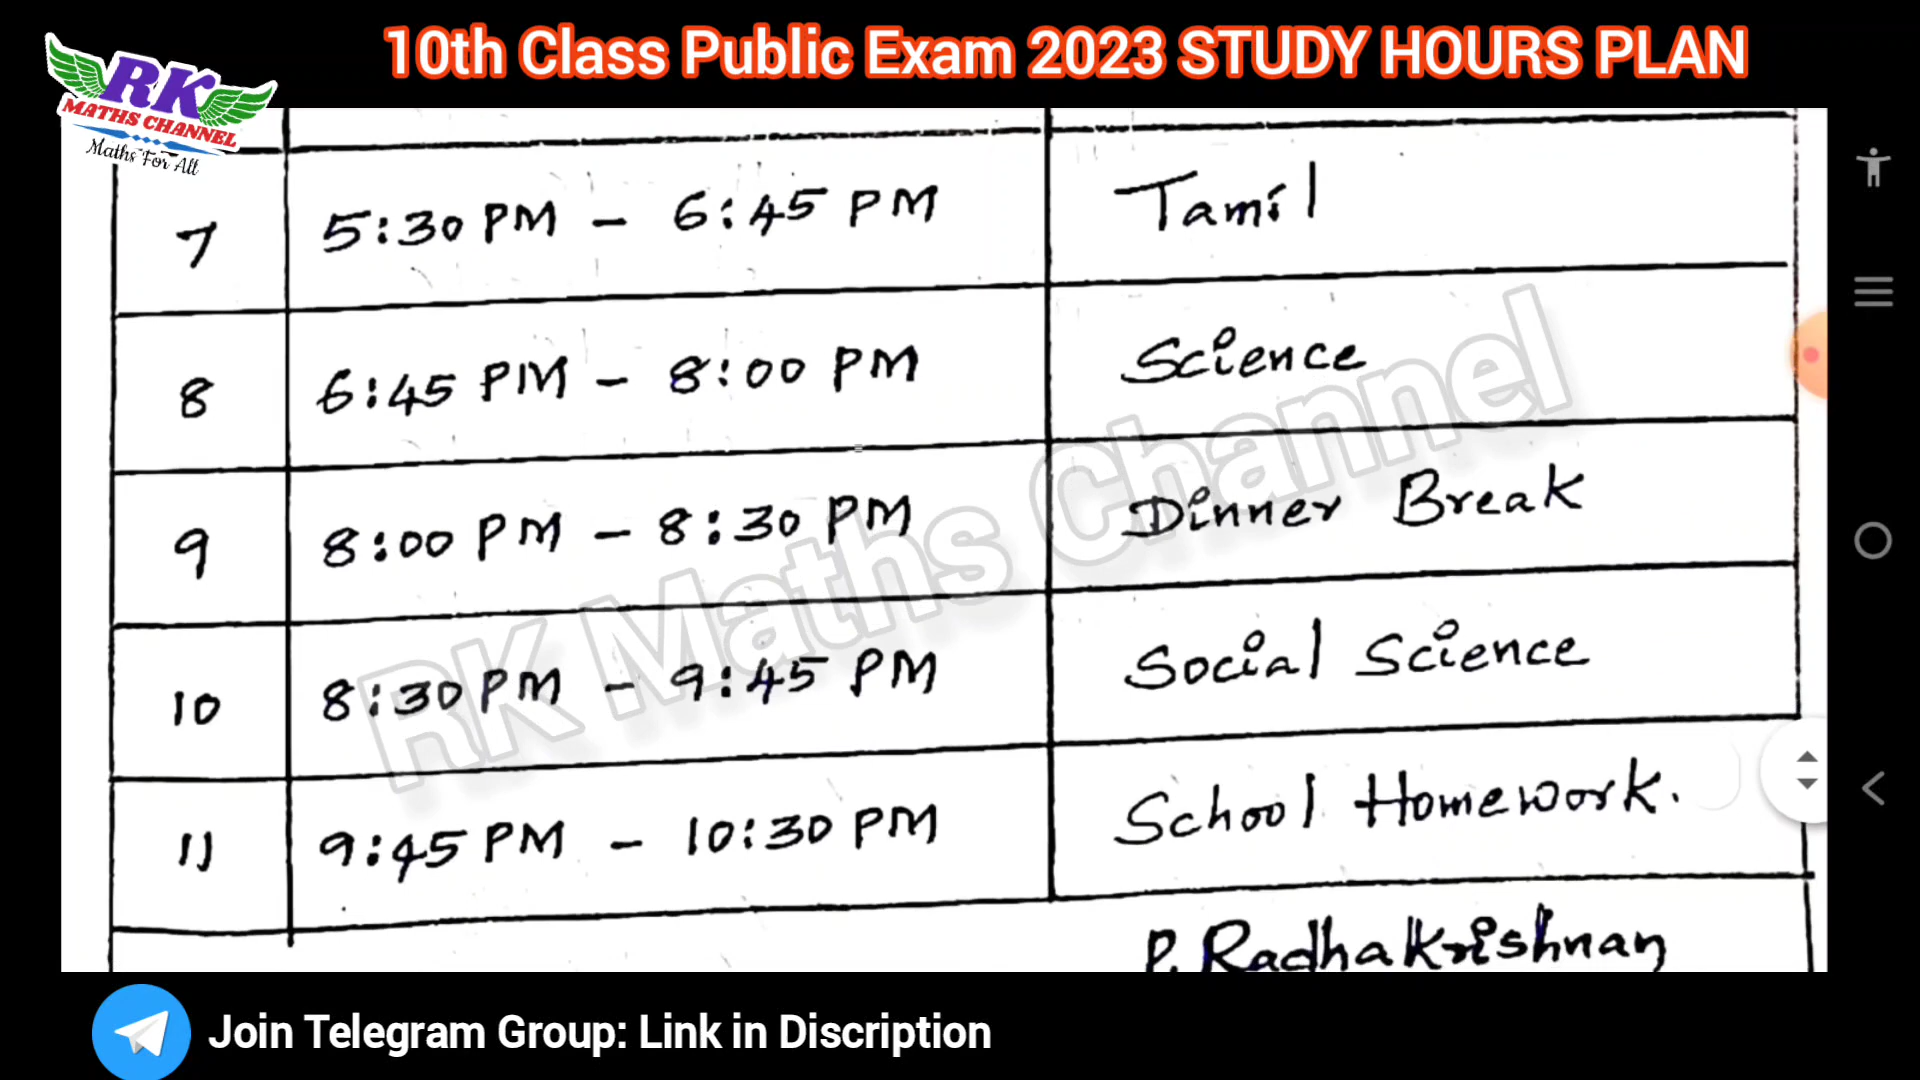 10th Class Public Exam 2023 STUDY HOURS PLAN
RK
MATHS CHANNEL
Maths For All
7 5:30 PM - 6:45 PM Tamil
8 6:45 PM - 8:00 PM Science
9 8:00 PM - 8:30 PM Dinner Break
10 8:30 PM - 9:45 PM Social Science
11 9:45 PM - 10:30 PM School Homework.
P. Radhakrishnan
RK Maths Channel
Join Telegram Group: Link in Discription